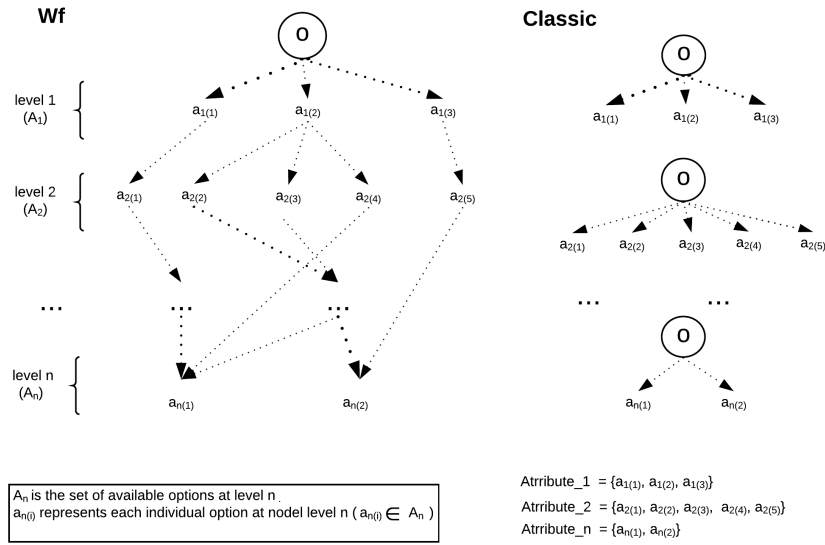 Wf
Classic
O
O
level 1
(A1)
a1(1) a1(2) a1(3)
a1(1) a1(2) a1(3)
O
level 2
(A2)
a2(1) a2(2) a2(3) a2(4) a2(5)
a2(1) a2(2) a2(3) a2(4) a2(5)
... ... ...
... ...
O
level n
(An)
an(1) an(2)
an(1) an(2)
An is the set of available options at level n .
an(i) represents each individual option at nodel level n ( an(i) ∈ An )
Atrribute_1 = {a1(1), a1(2), a1(3)}
Atrribute_2 = {a2(1), a2(2), a2(3), a2(4), a2(5)}
Atrribute_n = {an(1), an(2)}